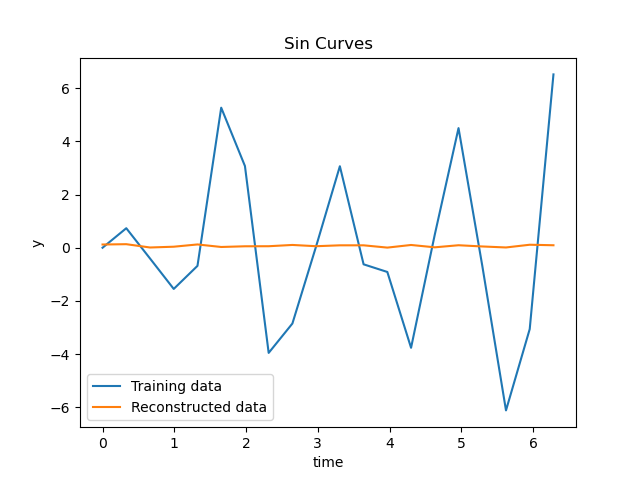 Sin Curves
y
6
4
2
0
−2
−4
−6
Training data
Reconstructed data
0 1 2 3 4 5 6
time